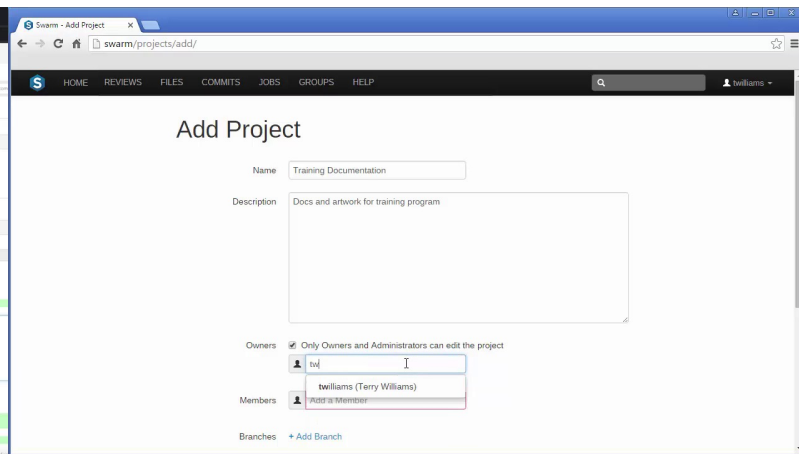 Swarm - Add Project
swarm/projects/add/
HOME REVIEWS FILES COMMITS JOBS GROUPS HELP twilliams
Add Project
Name Training Documentation
Description Docs and artwork for training program
Owners Only Owners and Administrators can edit the project
tw
twilliams (Terry Williams)
Members Add a Member
Branches + Add Branch